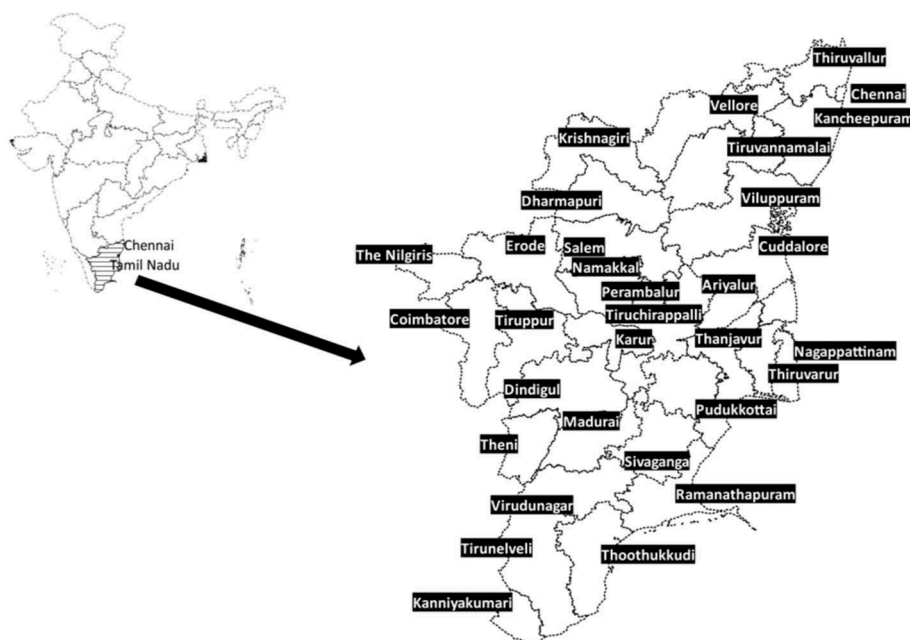 Chennai
Tamil Nadu
Thiruvallur
Chennai
Vellore
Kancheepuram
Krishnagiri
Tiruvannamalai
Dharmapuri
Viluppuram
Erode
Salem
Cuddalore
The Nilgiris
Namakkal
Perambalur
Ariyalur
Coimbatore
Tiruppur
Tiruchirappalli
Karur
Thanjavur
Nagappattinam
Thiruvarur
Dindigul
Pudukkottai
Madurai
Theni
Sivaganga
Virudunagar
Ramanathapuram
Tirunelveli
Thoothukkudi
Kanniyakumari